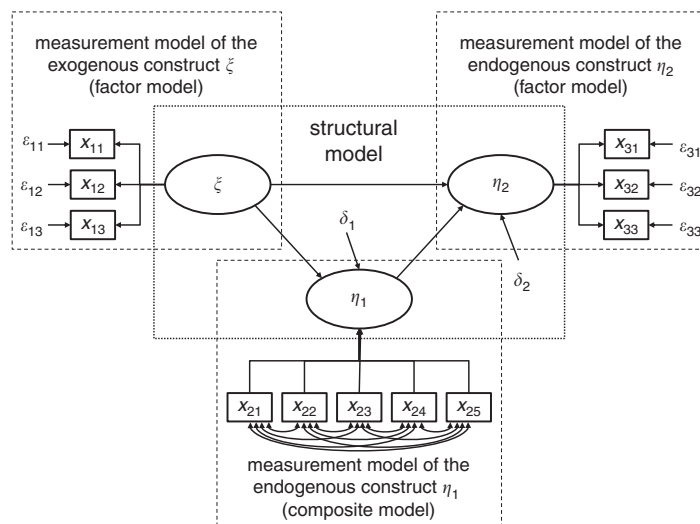 measurement model of the
exogenous construct ξ
(factor model)
measurement model of the
endogenous construct η₂
(factor model)
structural
model
ε₁₁
x₁₁
ε₁₂
x₁₂
ε₁₃
x₁₃
ξ
η₂
x₃₁
ε₃₁
x₃₂
ε₃₂
x₃₃
ε₃₃
δ₁
δ₂
η₁
x₂₁ x₂₂ x₂₃ x₂₄ x₂₅
measurement model of the
endogenous construct η₁
(composite model)